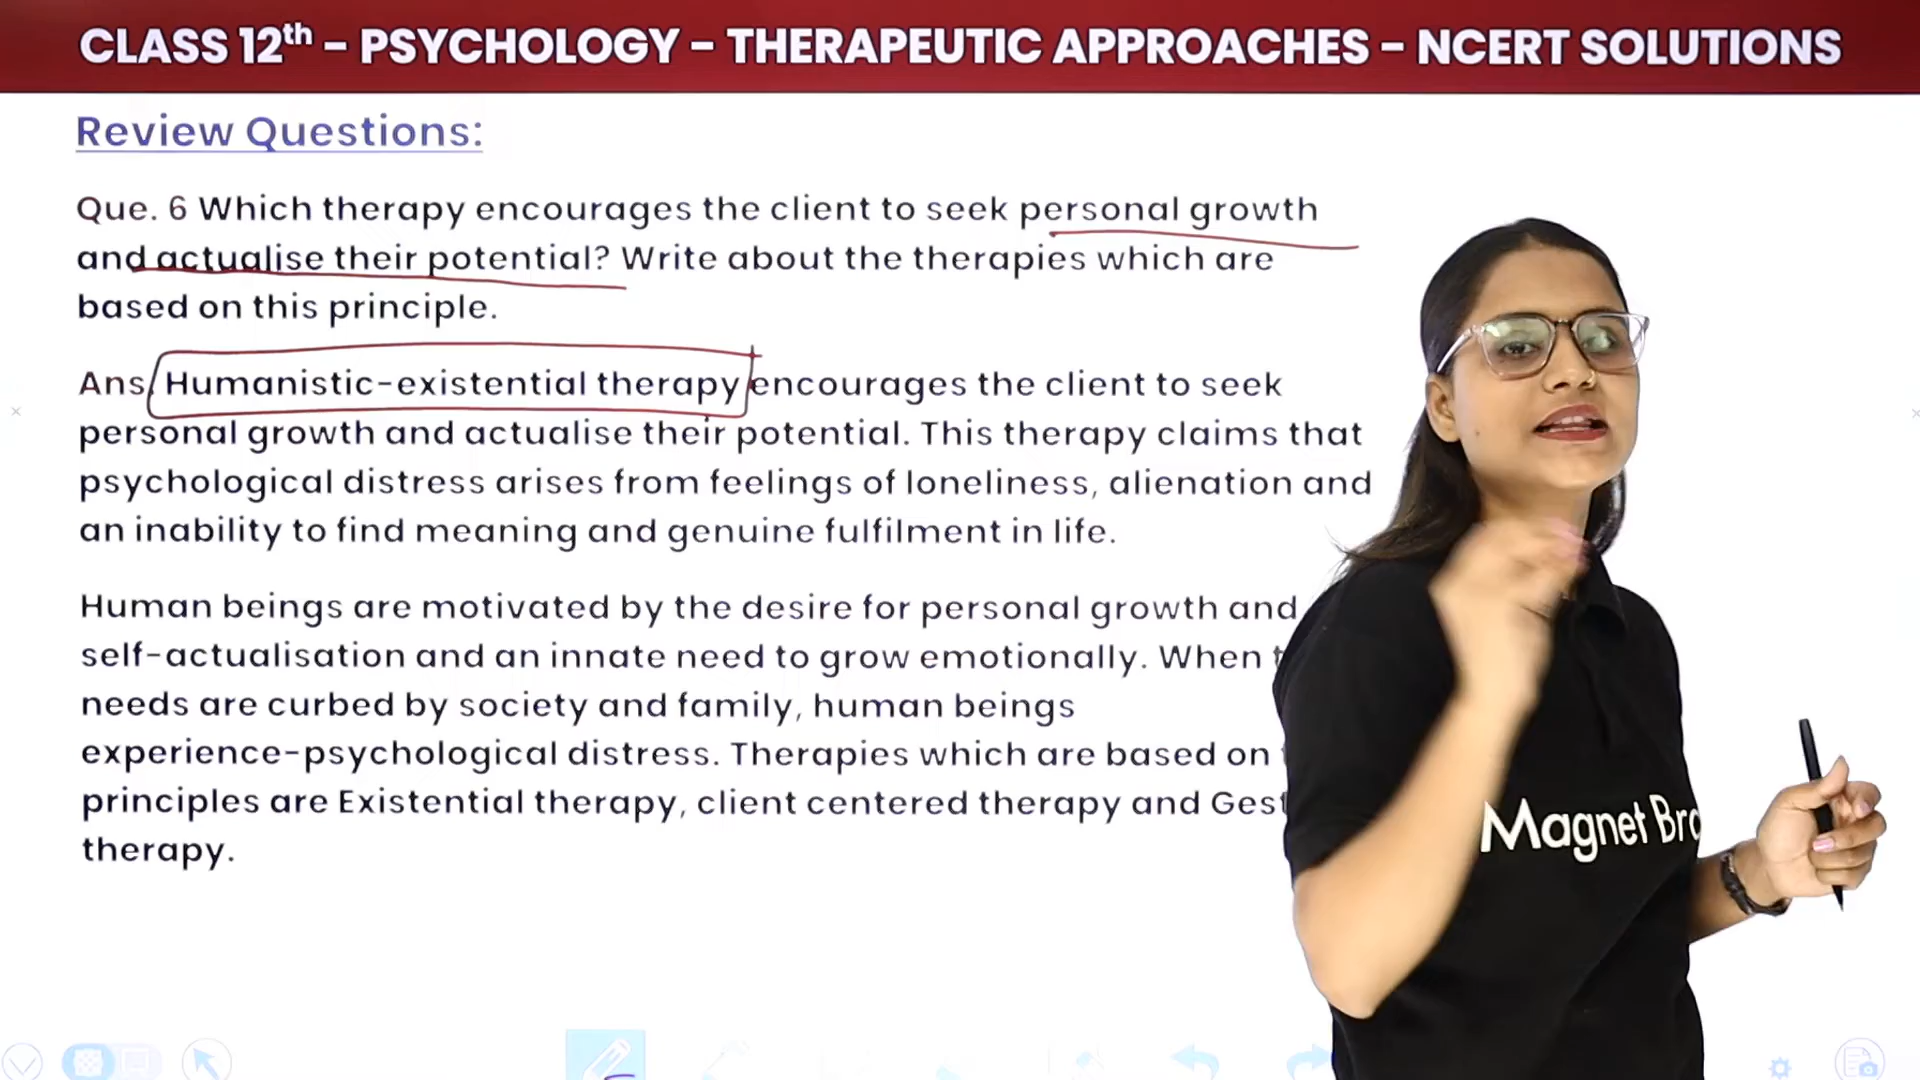 CLASS 12th – PSYCHOLOGY – THERAPEUTIC APPROACHES – NCERT SOLUTIONS
Review Questions:
Que. 6 Which therapy encourages the client to seek personal growth
and actualise their potential? Write about the therapies which are
based on this principle.
Ans. Humanistic-existential therapy encourages the client to seek
personal growth and actualise their potential. This therapy claims that
psychological distress arises from feelings of loneliness, alienation and
an inability to find meaning and genuine fulfilment in life.
Human beings are motivated by the desire for personal growth and
self-actualisation and an innate need to grow emotionally. When
needs are curbed by society and family, human beings
experience-psychological distress. Therapies which are based on
principles are Existential therapy, client centered therapy and
therapy.
Magnet